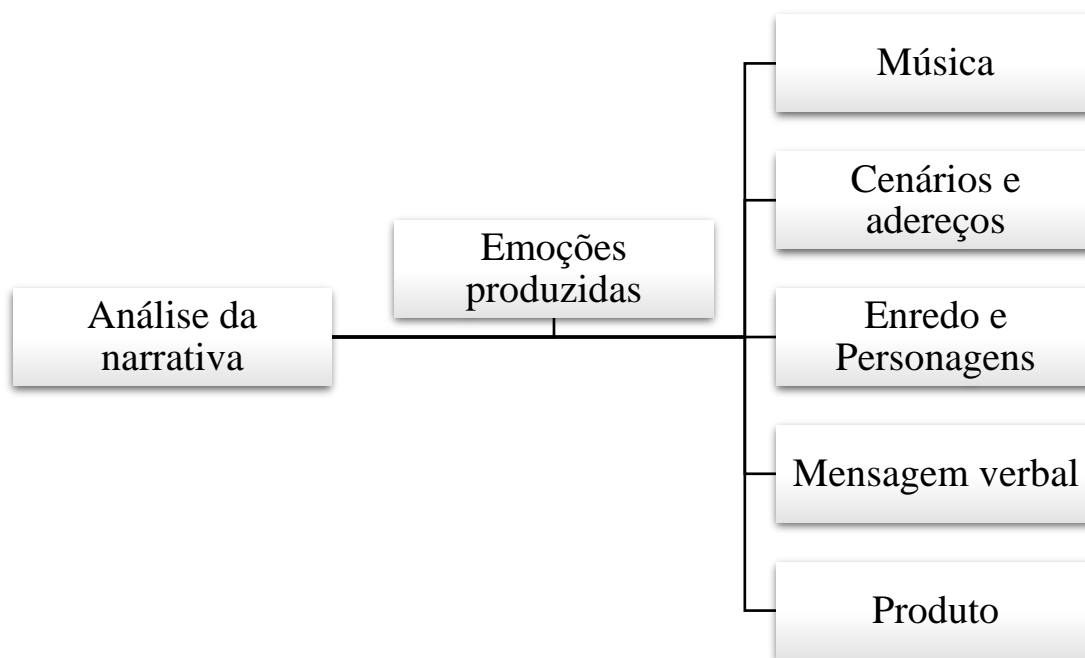 Análise da
narrativa
Emoções
produzidas
Música
Cenários e
adereços
Enredo e
Personagens
Mensagem verbal
Produto